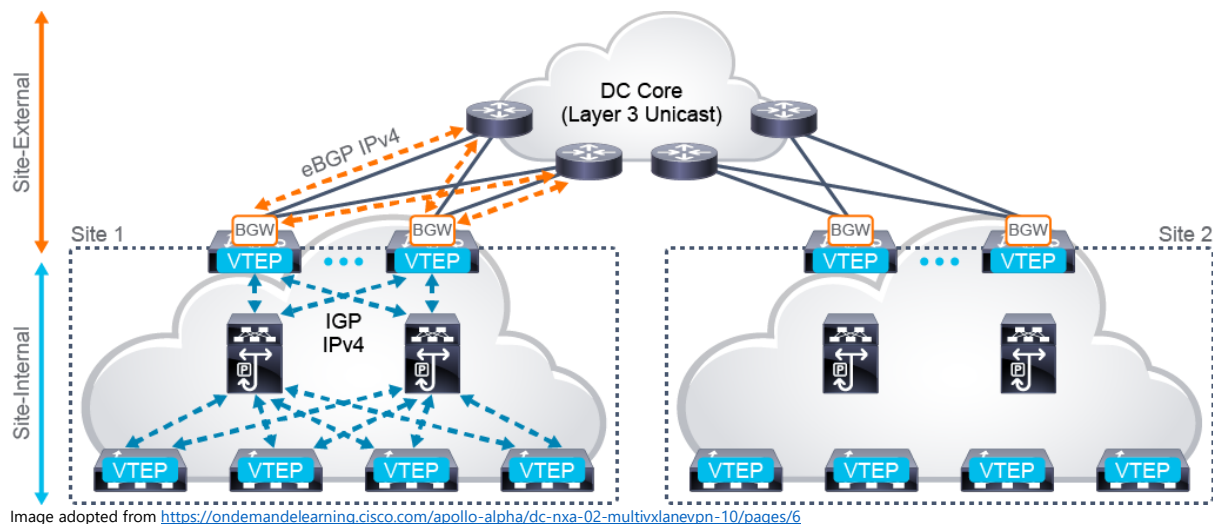 Site-External
DC Core
(Layer 3 Unicast)
eBGP IPv4
BGW
BGW
BGW
BGW
Site 1
Site 2
VTEP
VTEP
VTEP
VTEP
Site-Internal
IGP
IPv4
P
P
P
P
VTEP
VTEP
VTEP
VTEP
VTEP
VTEP
VTEP
VTEP
Image adopted from https://ondemandelearning.cisco.com/apollo-alpha/dc-nxa-02-multivxlanevpn-10/pages/6